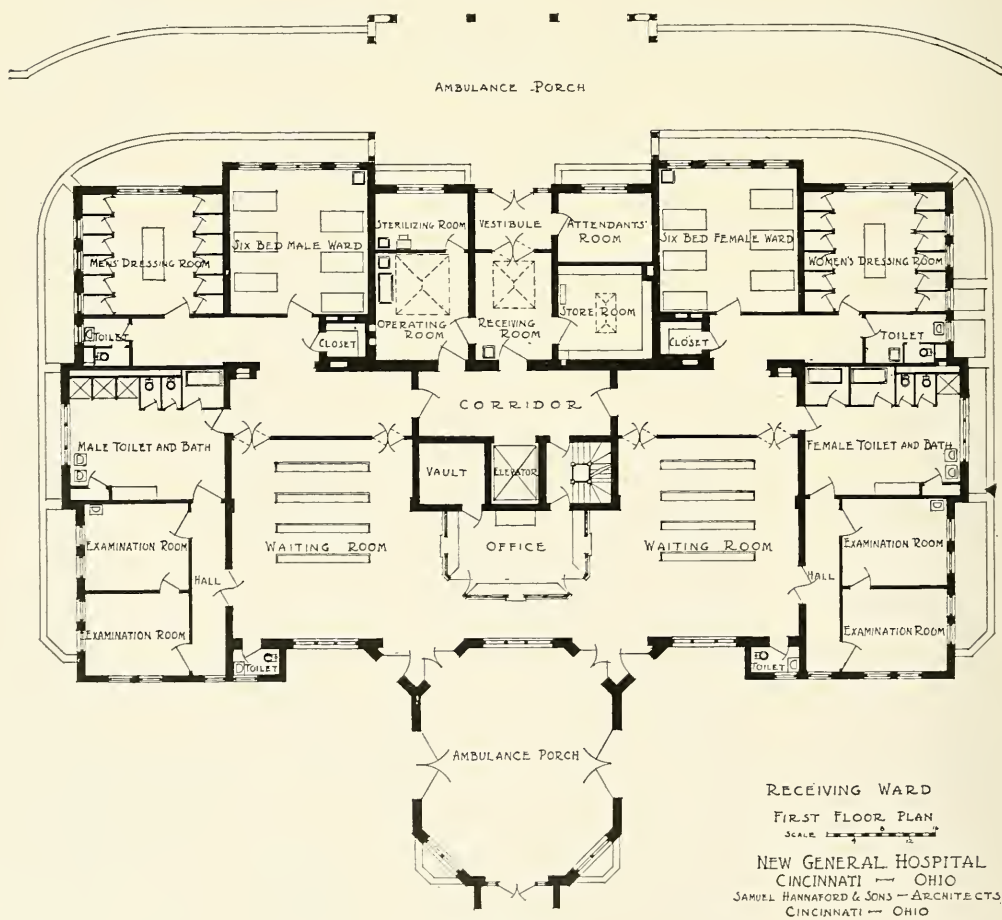 AMBULANCE PORCH
STERILIZING ROOM
VESTIBULE
ATTENDANTS'
ROOM
SIX BED MALE WARD
SIX BED FEMALE WARD
MENS' DRESSING ROOM
WOMEN'S DRESSING ROOM
OPERATING
ROOM
RECEIVING
ROOM
STORE ROOM
TOILET
CLOSET
CLOSET
TOILET
CORRIDOR
MALE TOILET AND BATH
VAULT
ELEVATOR
FEMALE TOILET AND BATH
EXAMINATION ROOM
WAITING ROOM
OFFICE
WAITING ROOM
EXAMINATION ROOM
HALL
HALL
EXAMINATION ROOM
EXAMINATION ROOM
TOILET
TOILET
AMBULANCE PORCH
RECEIVING WARD
FIRST FLOOR PLAN
SCALE 4 8 12 16
NEW GENERAL HOSPITAL
CINCINNATI — OHIO
SAMUEL HANNAFORD & SONS — ARCHITECTS,
CINCINNATI — OHIO